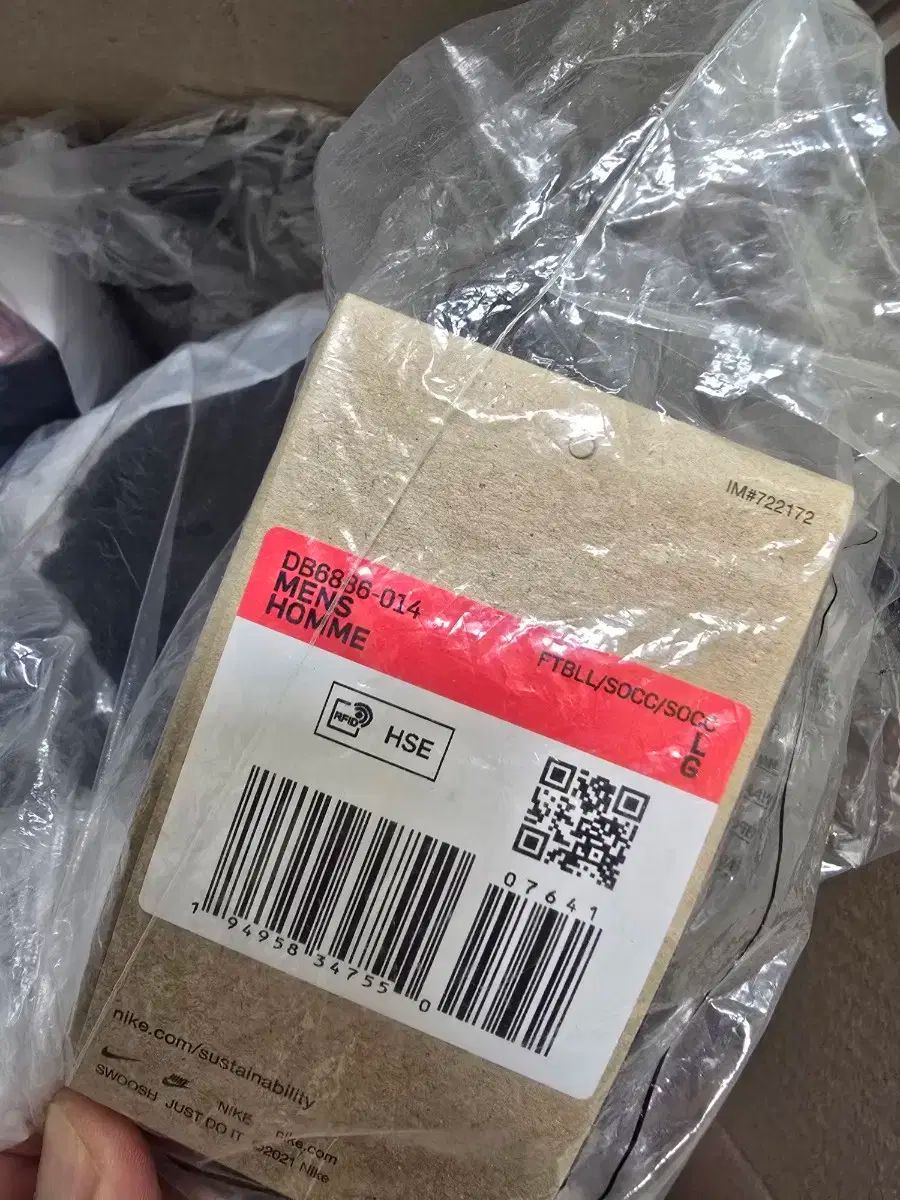 IM#722172
DB6886-014
MENS
HOMME
FTBLL/SOCC/SOCC
L
G
RFID HSE
07641
1 94958 34755 0
nike.com/sustainability
NIKE nike.com
SWOOSH JUST DO IT ©2021 Nike